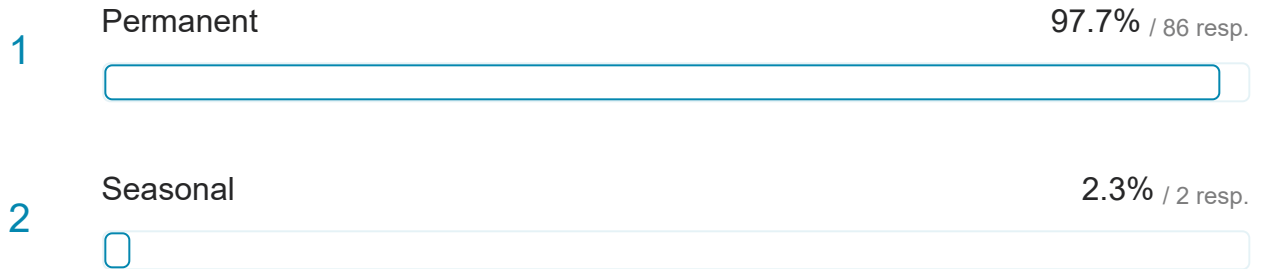 1 Permanent 97.7% / 86 resp.
2 Seasonal 2.3% / 2 resp.